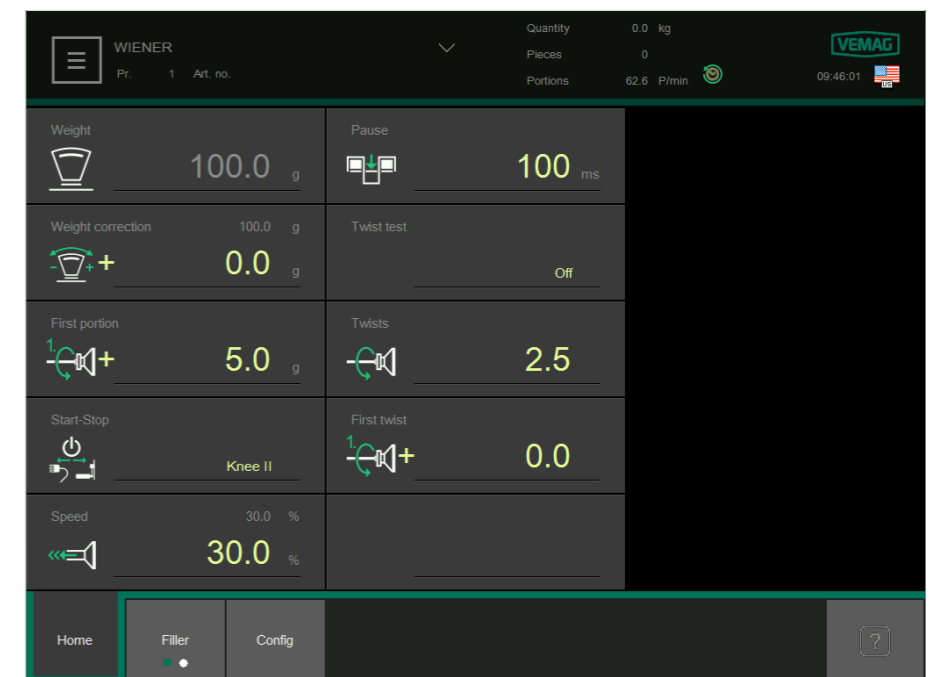 WIENER
Pr. 1 Art. no.
Quantity 0.0 kg
Pieces 0
Portions 62.6 P/min
VEMAG
09:46:01
US
Weight
100.0 g
Pause
100 ms
Weight correction 100.0 g
- + + 0.0 g
Twist test
Off
First portion
1. + 5.0 g
Twists
2.5
Start-Stop
Knee II
First twist
1. + 0.0
Speed 30.0 %
30.0 %
Home
Filler
Config
?